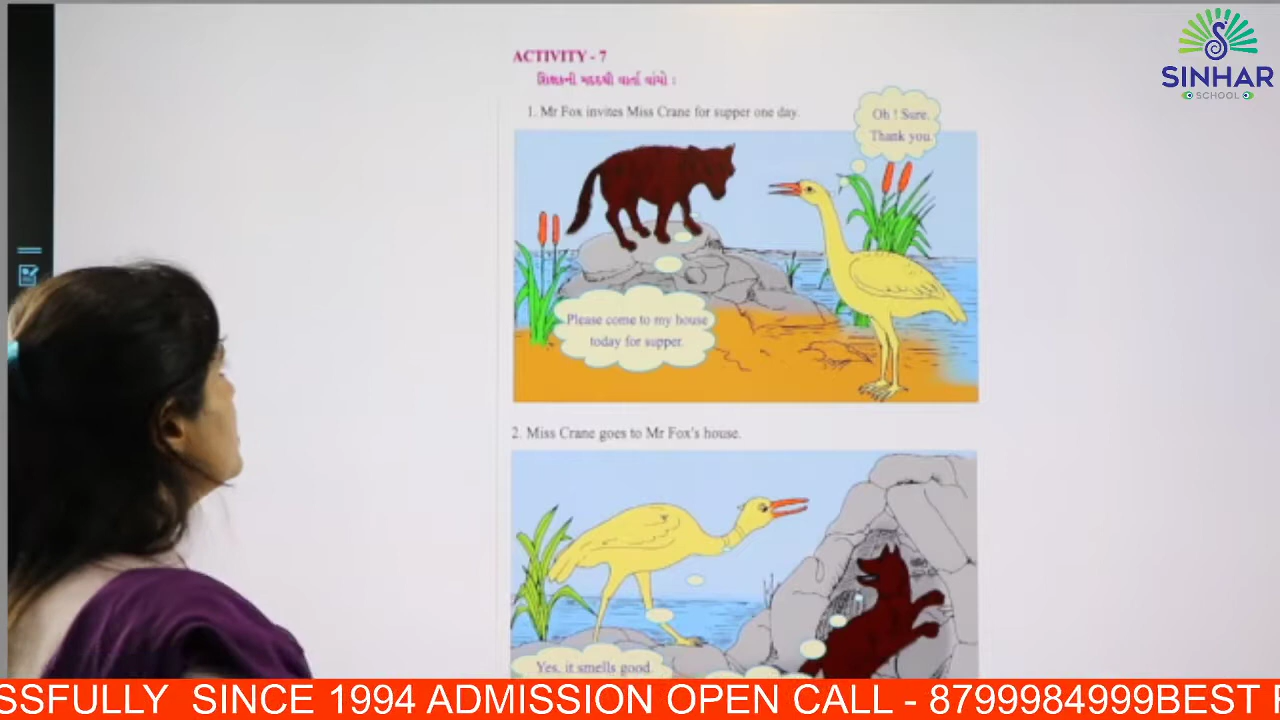 ACTIVITY - 7
શિક્ષકની મદદથી વાર્તા વાંચો :
1. Mr Fox invites Miss Crane for supper one day.
Oh ! Sure.
Thank you.
Please come to my house
today for supper.
2. Miss Crane goes to Mr Fox's house.
Yes, it smells good.
SINHAR
SCHOOL
SSFULLY SINCE 1994 ADMISSION OPEN CALL - 8799984999BEST